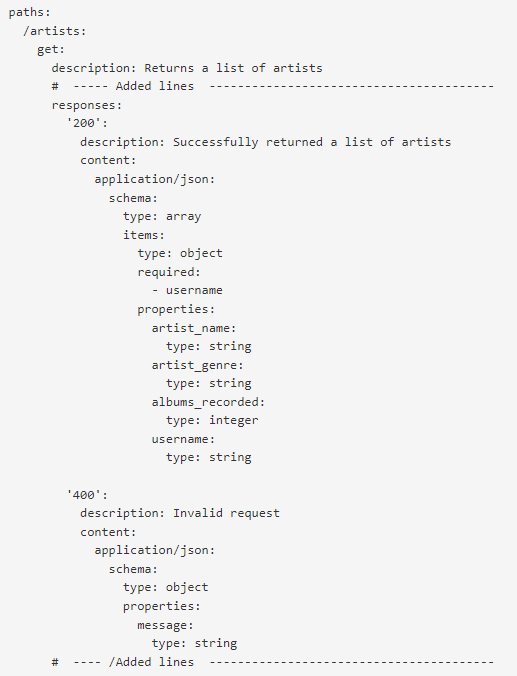 paths:
  /artists:
    get:
      description: Returns a list of artists
      #  ----- Added lines  ----------------------------------------
      responses:
        '200':
          description: Successfully returned a list of artists
          content:
            application/json:
              schema:
                type: array
                items:
                  type: object
                  required:
                    - username
                  properties:
                    artist_name:
                      type: string
                    artist_genre:
                      type: string
                    albums_recorded:
                      type: integer
                    username:
                      type: string

        '400':
          description: Invalid request
          content:
            application/json:
              schema:
                type: object
                properties:
                  message:
                    type: string
      #  ---- /Added lines  ----------------------------------------